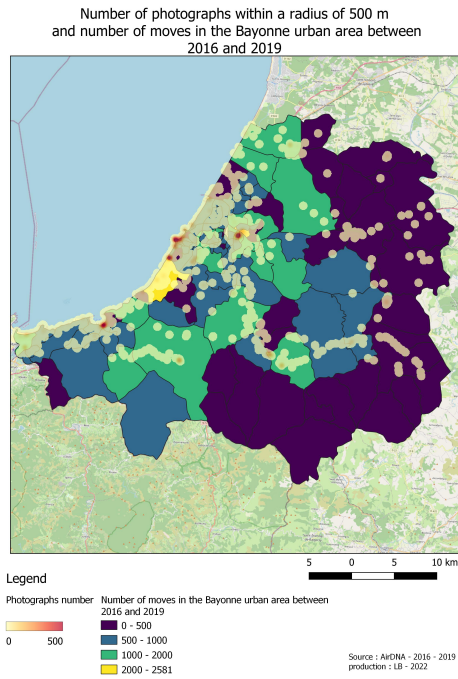 Number of photographs within a radius of 500 m
and number of moves in the Bayonne urban area between
2016 and 2019
5 0 5 10 km
Legend
Photographs number
0 500
Number of moves in the Bayonne urban area between
2016 and 2019
0 - 500
500 - 1000
1000 - 2000
2000 - 2581
Source : AirDNA - 2016 - 2019
production : LB - 2022